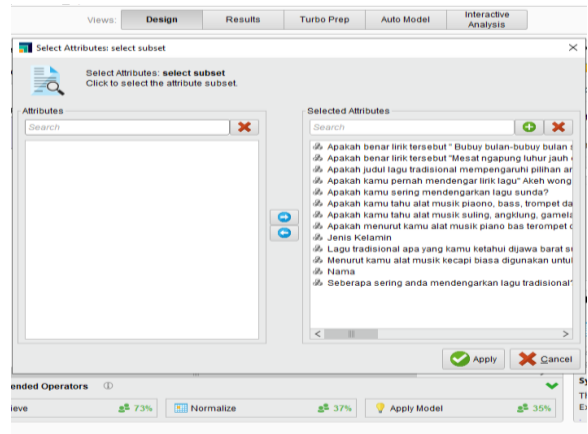 Views:
Design
Results
Turbo Prep
Auto Model
Interactive
Analysis
Select Attributes: select subset
Select Attributes: select subset
Click to select the attribute subset.
Attributes
Search
Selected Attributes
Search
Apakah benar lirik tersebut " Bubuy bulan-bubuy bulan
Apakah benar lirik tersebut "Mesat ngapung luhur jauh
Apakah judul lagu tradisional mempengaruhi pilihan ar
Apakah kamu pernah mendengar lirik lagu" Akeh wong
Apakah kamu sering mendengarkan lagu sunda?
Apakah kamu tahu alat musik piaono, bass, trompet da
Apakah kamu tahu alat musik suling, angklung, gamela
Apakah menurut kamu alat musik piano bas terompet
Jenis Kelamin
Lagu tradisional apa yang kamu ketahui dijawa barat
Menurut kamu alat musik kecapi biasa digunakan untu
Nama
Seberapa sering anda mendengarkan lagu tradisional
Apply
Cancel
ended Operators
ieve
73%
Normalize
37%
Apply Model
35%